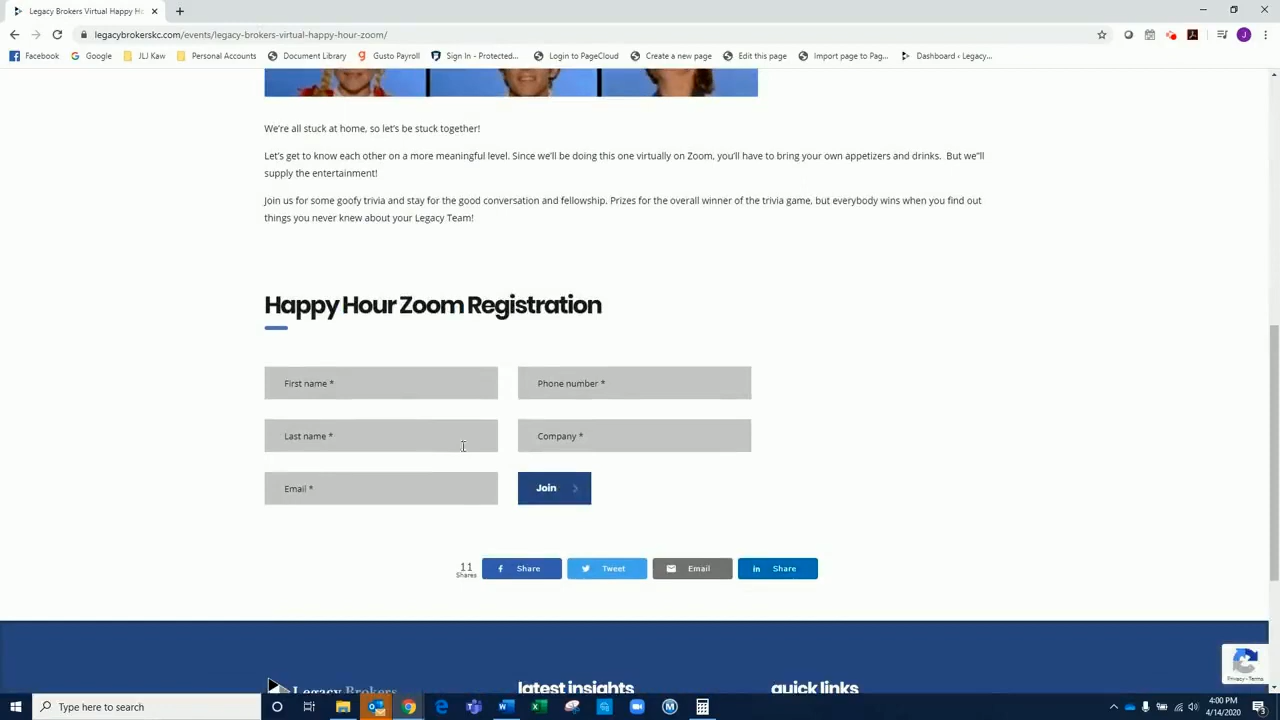 Legacy Brokers Virtual Happy Ho
legacybrokerskc.com/events/legacy-brokers-virtual-happy-hour-zoom/
J
Facebook
Google
JLJ Kaw
Personal Accounts
Document Library
Gusto Payroll
Sign In - Protected...
Login to PageCloud
Create a new page
Edit this page
Import page to Pag...
Dashboard ‹ Legacy...
We're all stuck at home, so let's be stuck together!
Let's get to know each other on a more meaningful level. Since we'll be doing this one virtually on Zoom, you'll have to bring your own appetizers and drinks.  But we"ll
supply the entertainment!
Join us for some goofy trivia and stay for the good conversation and fellowship. Prizes for the overall winner of the trivia game, but everybody wins when you find out
things you never knew about your Legacy Team!
Happy Hour Zoom Registration
First name *
Phone number *
Last name *
Company *
Email *
Join
11
Shares
Share
Tweet
Email
Share
Privacy - Terms
Legacy Brokers
latest insights
quick links
Type here to search
4:00 PM
4/14/2020